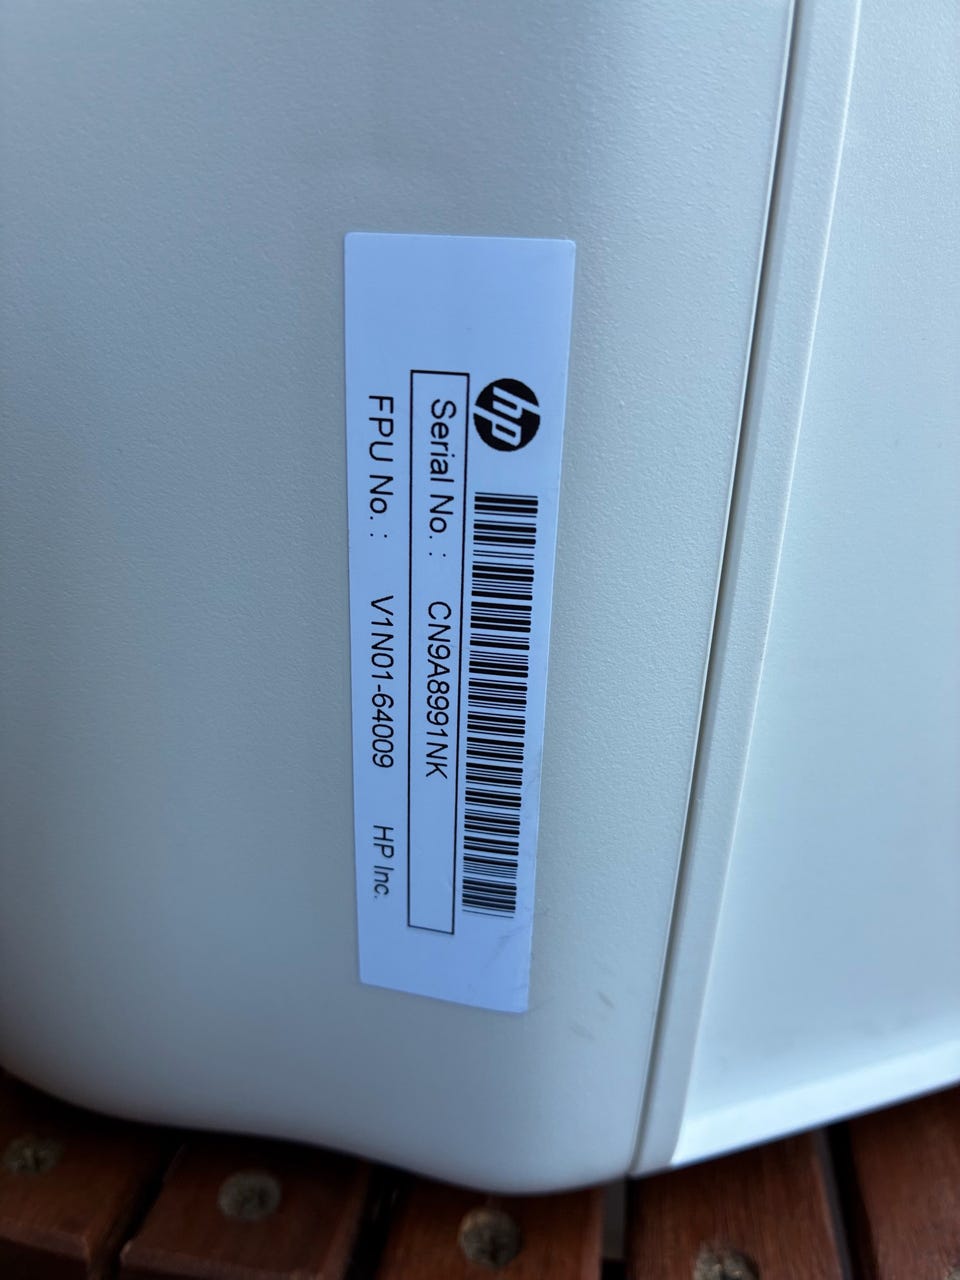 hp
Serial No. : CN9A8991NK
FPU No. : V1N01-64009 HP Inc.